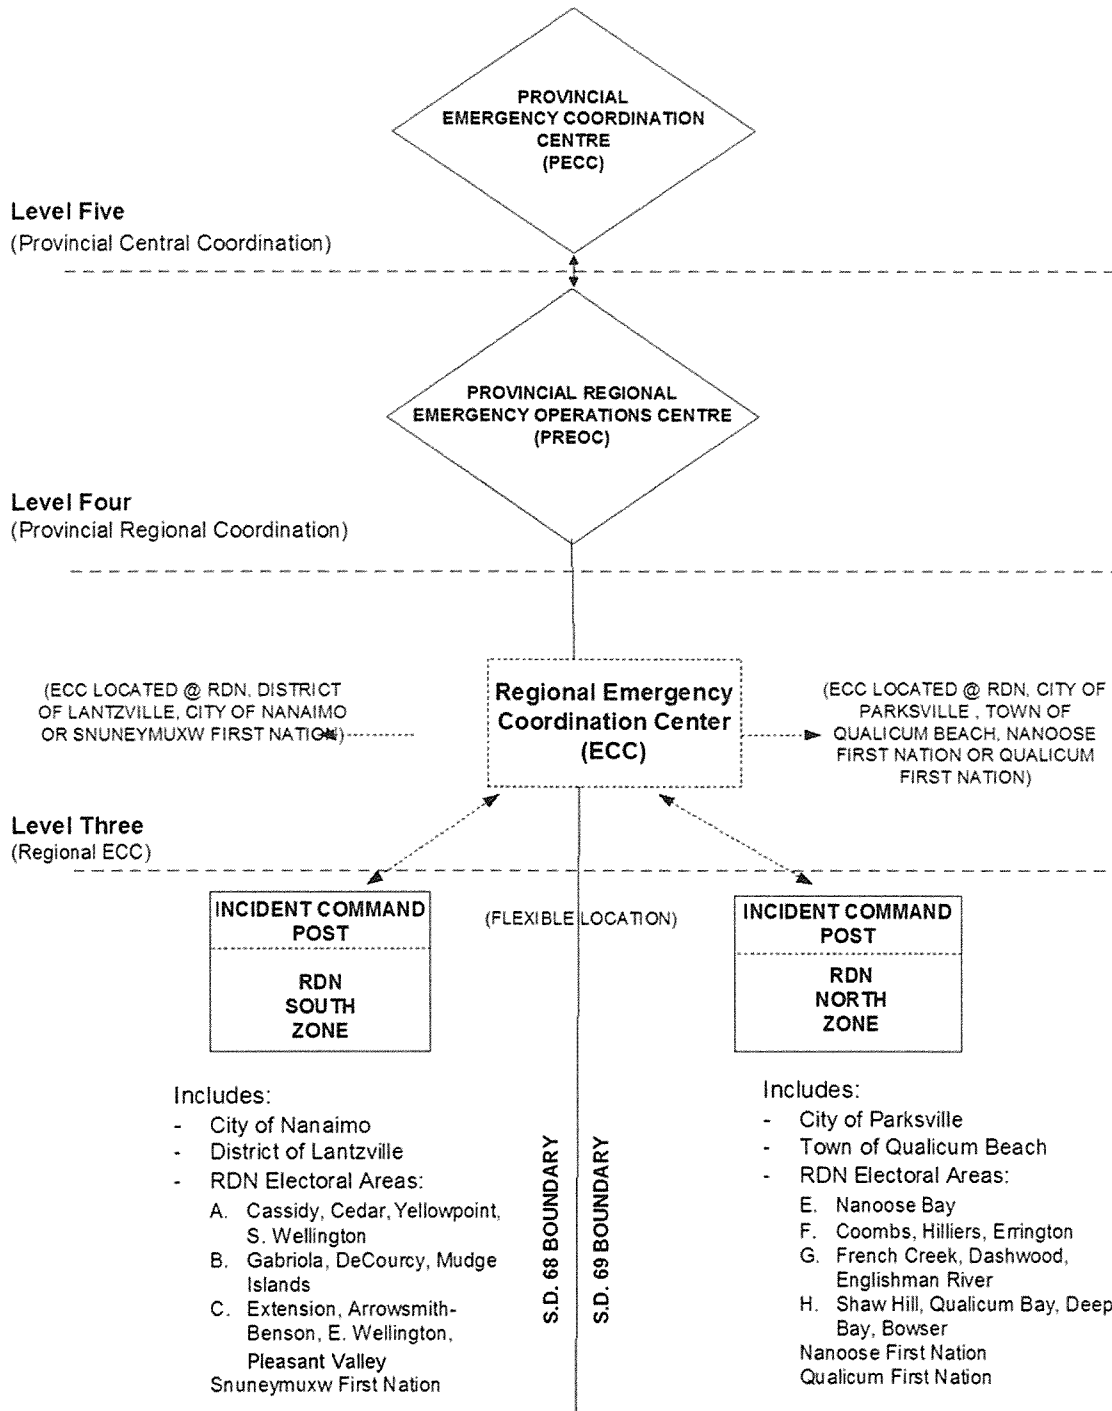 PROVINCIAL
EMERGENCY COORDINATION
CENTRE
(PECC)
Level Five
(Provincial Central Coordination)
PROVINCIAL REGIONAL
EMERGENCY OPERATIONS CENTRE
(PREOC)
Level Four
(Provincial Regional Coordination)
(ECC LOCATED @ RDN, DISTRICT
OF LANTZVILLE, CITY OF NANAIMO
OR SNUNEYMUXW FIRST NATION)
Regional Emergency
Coordination Center
(ECC)
(ECC LOCATED @ RDN, CITY OF
PARKSVILLE , TOWN OF
QUALICUM BEACH, NANOOSE
FIRST NATION OR QUALICUM
FIRST NATION)
Level Three
(Regional ECC)
INCIDENT COMMAND
POST
RDN
SOUTH
ZONE
(FLEXIBLE LOCATION)
INCIDENT COMMAND
POST
RDN
NORTH
ZONE
Includes:
- City of Nanaimo
- District of Lantzville
- RDN Electoral Areas:
A. Cassidy, Cedar, Yellowpoint,
S. Wellington
B. Gabriola, DeCourcy, Mudge
Islands
C. Extension, Arrowsmith-
Benson, E. Wellington,
Pleasant Valley
Snuneymuxw First Nation
S.D. 68 BOUNDARY
S.D. 69 BOUNDARY
Includes:
- City of Parksville
- Town of Qualicum Beach
- RDN Electoral Areas:
E. Nanoose Bay
F. Coombs, Hilliers, Errington
G. French Creek, Dashwood,
Englishman River
H. Shaw Hill, Qualicum Bay, Deep
Bay, Bowser
Nanoose First Nation
Qualicum First Nation